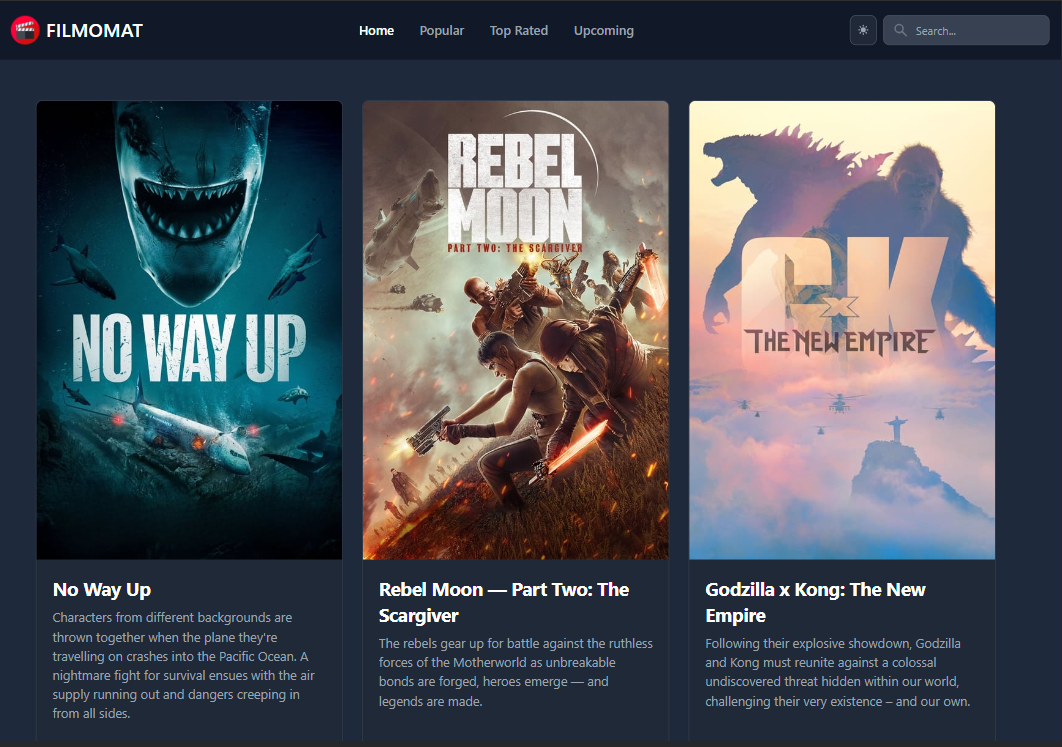 FILMOMAT
Home Popular Top Rated Upcoming
Search...
NO WAY UP
REBEL
MOON
PART TWO: THE SCARGIVER
GxK
THE NEW EMPIRE
No Way Up
Characters from different backgrounds are
thrown together when the plane they're
travelling on crashes into the Pacific Ocean. A
nightmare fight for survival ensues with the air
supply running out and dangers creeping in
from all sides.
Rebel Moon — Part Two: The
Scargiver
The rebels gear up for battle against the ruthless
forces of the Motherworld as unbreakable
bonds are forged, heroes emerge — and
legends are made.
Godzilla x Kong: The New
Empire
Following their explosive showdown, Godzilla
and Kong must reunite against a colossal
undiscovered threat hidden within our world,
challenging their very existence – and our own.